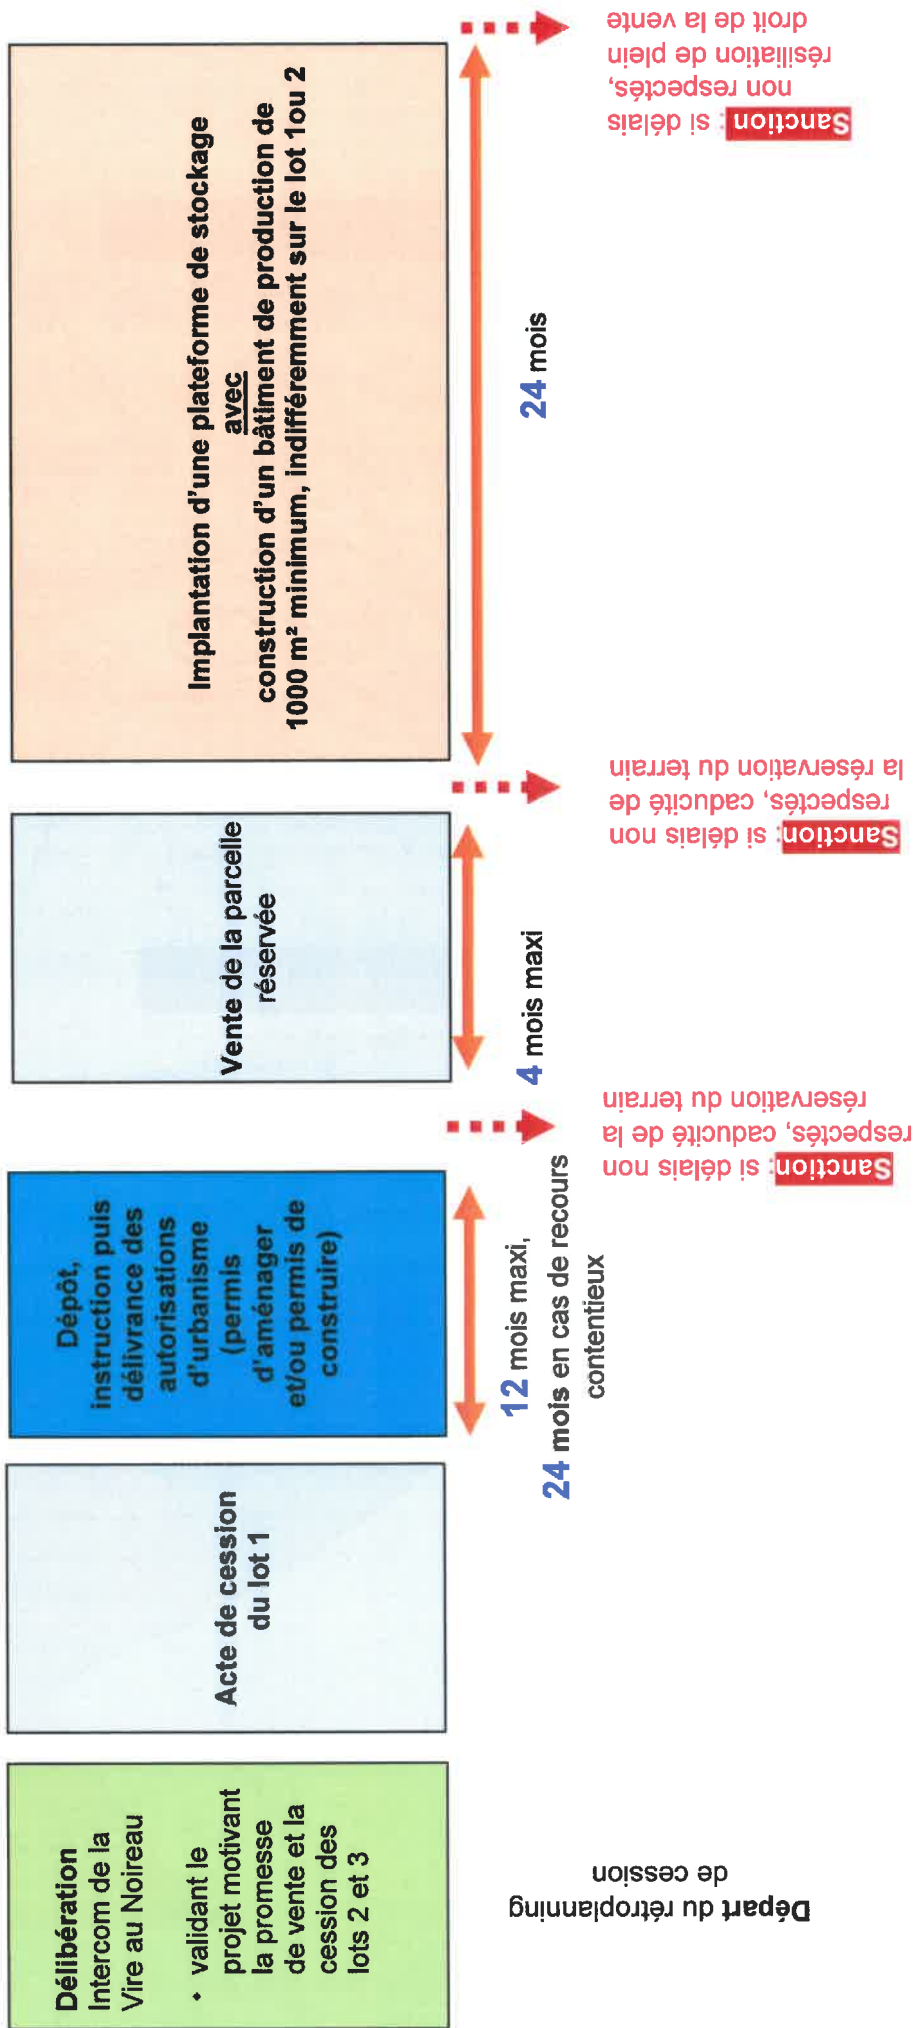 Délibération
Intercom de la
Vire au Noireau
• validant le
projet motivant
la promesse
de vente et la
cession des
lots 2 et 3
Départ du rétroplanning
de cession
Acte de cession
du lot 1
Dépôt,
instruction puis
délivrance des
autorisations
d'urbanisme
(permis
d'aménager
et/ou permis de
construire)
12 mois maxi,
24 mois en cas de recours
contentieux
Sanction: si délais non
respectés, caducité de la
réservation du terrain
Vente de la parcelle
réservée
4 mois maxi
Sanction: si délais non
respectés, caducité de
la réservation du terrain
Implantation d'une plateforme de stockage
avec
construction d'un bâtiment de production de
1000 m² minimum, indifféremment sur le lot 1ou 2
24 mois
Sanction : si délais
non respectés,
résiliation de plein
droit de la vente